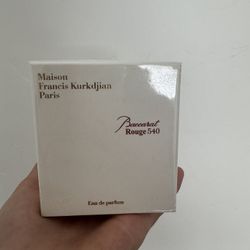 Maison
Francis Kurkdjian
Paris
Baccarat
Rouge 540
Eau de parfum